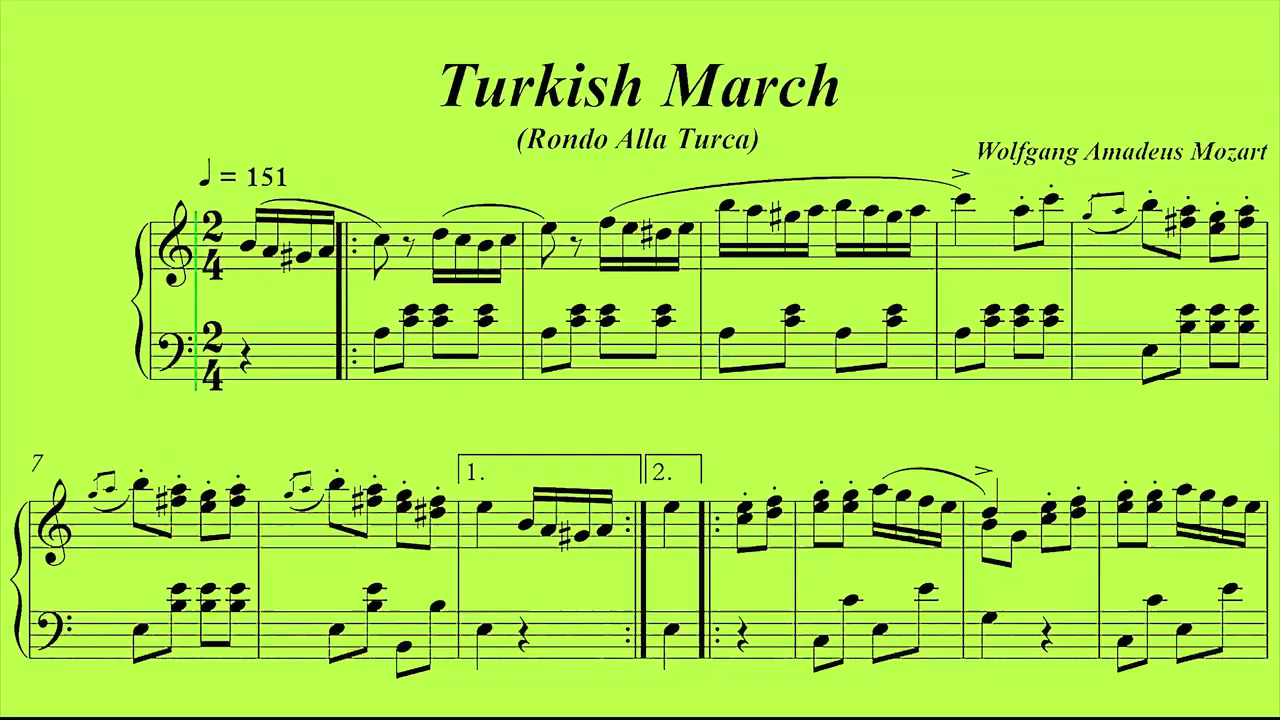 Turkish March
(Rondo Alla Turca)
Wolfgang Amadeus Mozart
♩ = 151
2
4
2
4
7
1.
2.